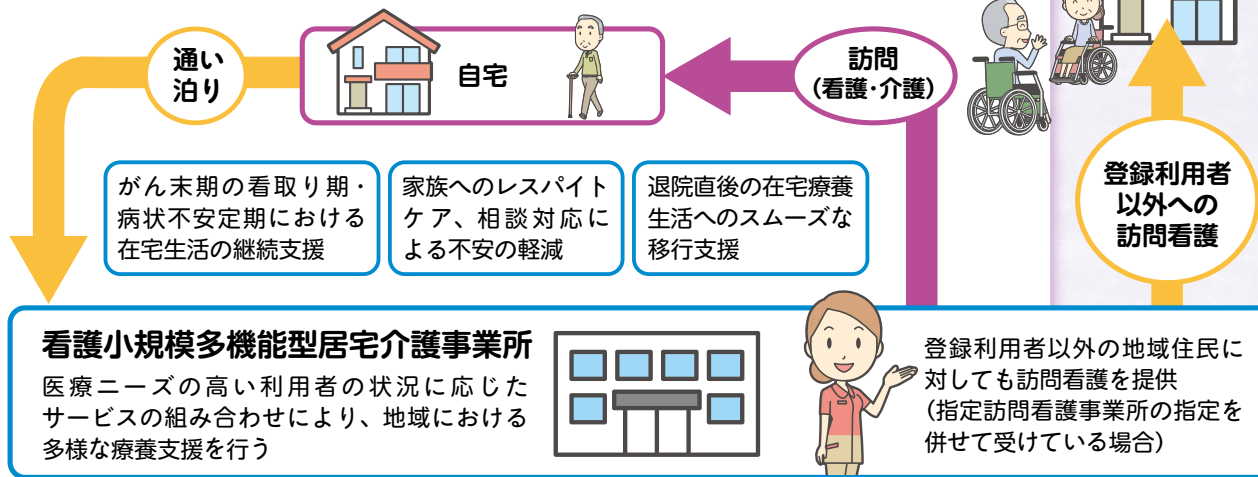 通い
泊り
自宅
訪問
（看護・介護）
がん末期の看取り期・
病状不安定期における
在宅生活の継続支援
家族へのレスパイト
ケア、相談対応に
よる不安の軽減
退院直後の在宅療養
生活へのスムーズな
移行支援
登録利用者
以外への
訪問看護
看護小規模多機能型居宅介護事業所
医療ニーズの高い利用者の状況に応じた
サービスの組み合わせにより、地域における
多様な療養支援を行う
登録利用者以外の地域住民に
対しても訪問看護を提供
（指定訪問看護事業所の指定を
併せて受けている場合）